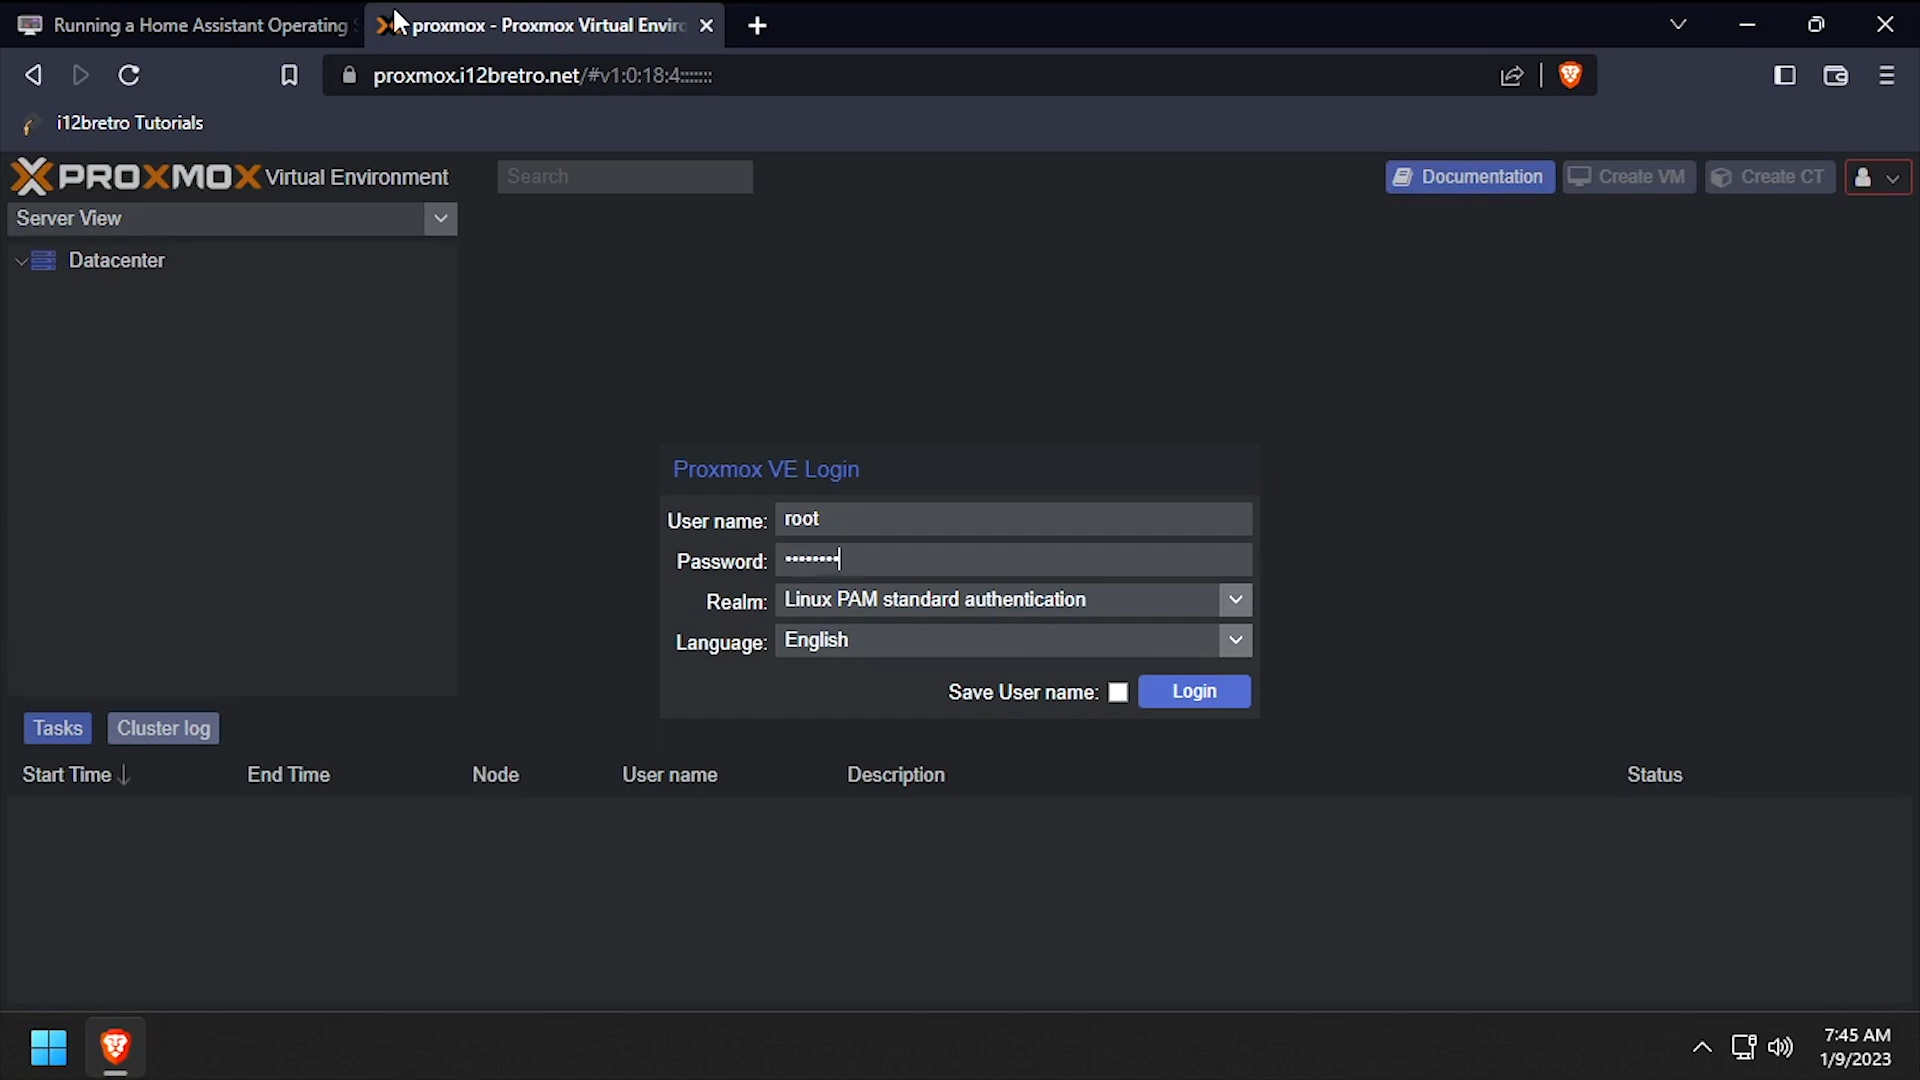 Running a Home Assistant Operating
proxmox - Proxmox Virtual Enviro
proxmox.i12bretro.net/#v1:0:18:4:::::::
i12bretro Tutorials
PROXMOX Virtual Environment
Search
Documentation
Create VM
Create CT
Server View
Datacenter
Proxmox VE Login
User name: root
Password: ••••••••
Realm: Linux PAM standard authentication
Language: English
Save User name:
Login
Tasks
Cluster log
Start Time
End Time
Node
User name
Description
Status
7:45 AM
1/9/2023